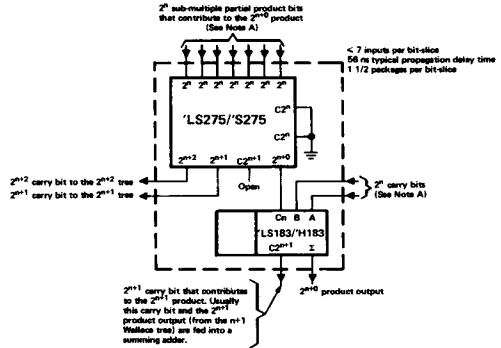 2ⁿ sub-multiple partial product bits
that contribute to the 2ⁿ⁺⁰ product
(See Note A)
< 7 inputs per bit-slice
56 ns typical propagation delay time
1 1/2 packages per bit-slice
2ⁿ 2ⁿ 2ⁿ 2ⁿ 2ⁿ 2ⁿ 2ⁿ
C2ⁿ
'LS275/'S275
C2ⁿ
2ⁿ⁺² 2ⁿ⁺¹ C2ⁿ⁺¹ 2ⁿ⁺⁰
2ⁿ⁺² carry bit to the 2ⁿ⁺² tree
2ⁿ⁺¹ carry bit to the 2ⁿ⁺¹ tree
Open
2ⁿ carry bits
(See Note A)
Cn B A
'LS183/'H183
C2ⁿ⁺¹ Σ
2ⁿ⁺¹ carry bit that contributes
to the 2ⁿ⁺¹ product. Usually
this carry bit and the 2ⁿ⁺¹
product output (from the n+1
Wallace tree) are fed into a
summing adder.
2ⁿ⁺⁰ product output